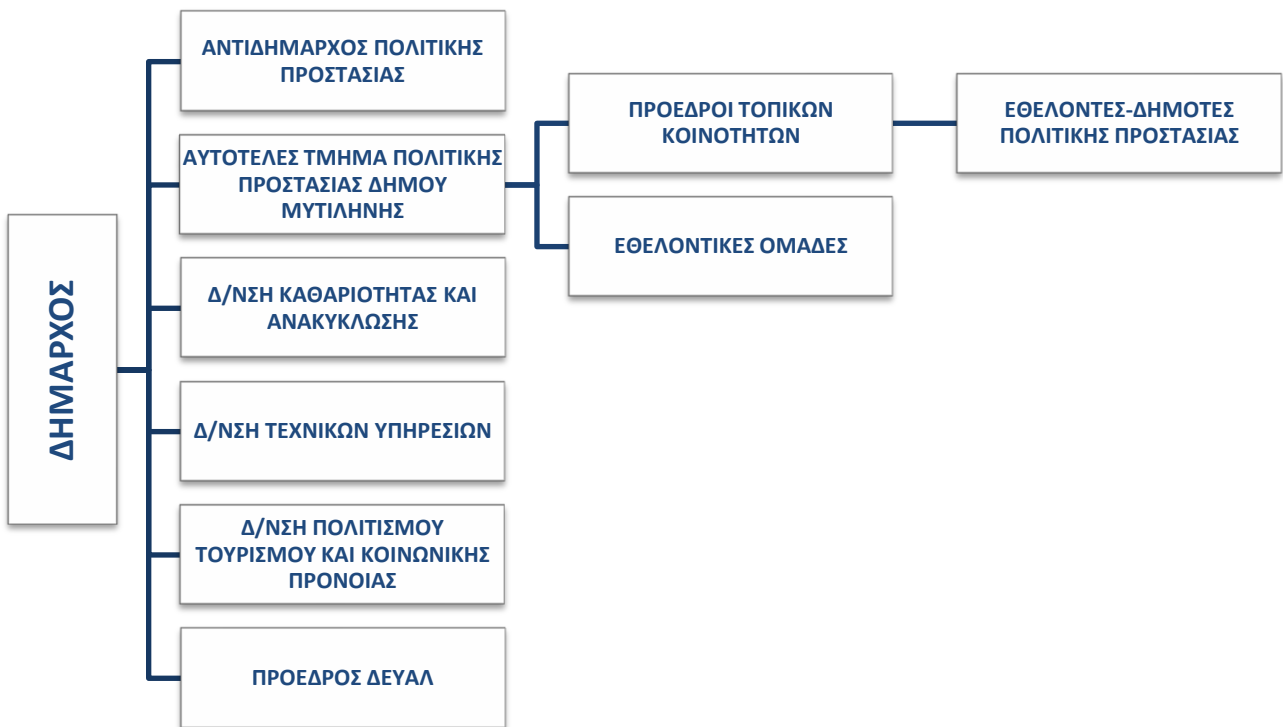 ΔΗΜΑΡΧΟΣ
ΑΝΤΙΔΗΜΑΡΧΟΣ ΠΟΛΙΤΙΚΗΣ
ΠΡΟΣΤΑΣΙΑΣ
ΑΥΤΟΤΕΛΕΣ ΤΜΗΜΑ ΠΟΛΙΤΙΚΗΣ
ΠΡΟΣΤΑΣΙΑΣ ΔΗΜΟΥ
ΜΥΤΙΛΗΝΗΣ
ΠΡΟΕΔΡΟΙ ΤΟΠΙΚΩΝ
ΚΟΙΝΟΤΗΤΩΝ
ΕΘΕΛΟΝΤΕΣ-ΔΗΜΟΤΕΣ
ΠΟΛΙΤΙΚΗΣ ΠΡΟΣΤΑΣΙΑΣ
ΕΘΕΛΟΝΤΙΚΕΣ ΟΜΑΔΕΣ
Δ/ΝΣΗ ΚΑΘΑΡΙΟΤΗΤΑΣ ΚΑΙ
ΑΝΑΚΥΚΛΩΣΗΣ
Δ/ΝΣΗ ΤΕΧΝΙΚΩΝ ΥΠΗΡΕΣΙΩΝ
Δ/ΝΣΗ ΠΟΛΙΤΙΣΜΟΥ
ΤΟΥΡΙΣΜΟΥ ΚΑΙ ΚΟΙΝΩΝΙΚΗΣ
ΠΡΟΝΟΙΑΣ
ΠΡΟΕΔΡΟΣ ΔΕΥΑΛ